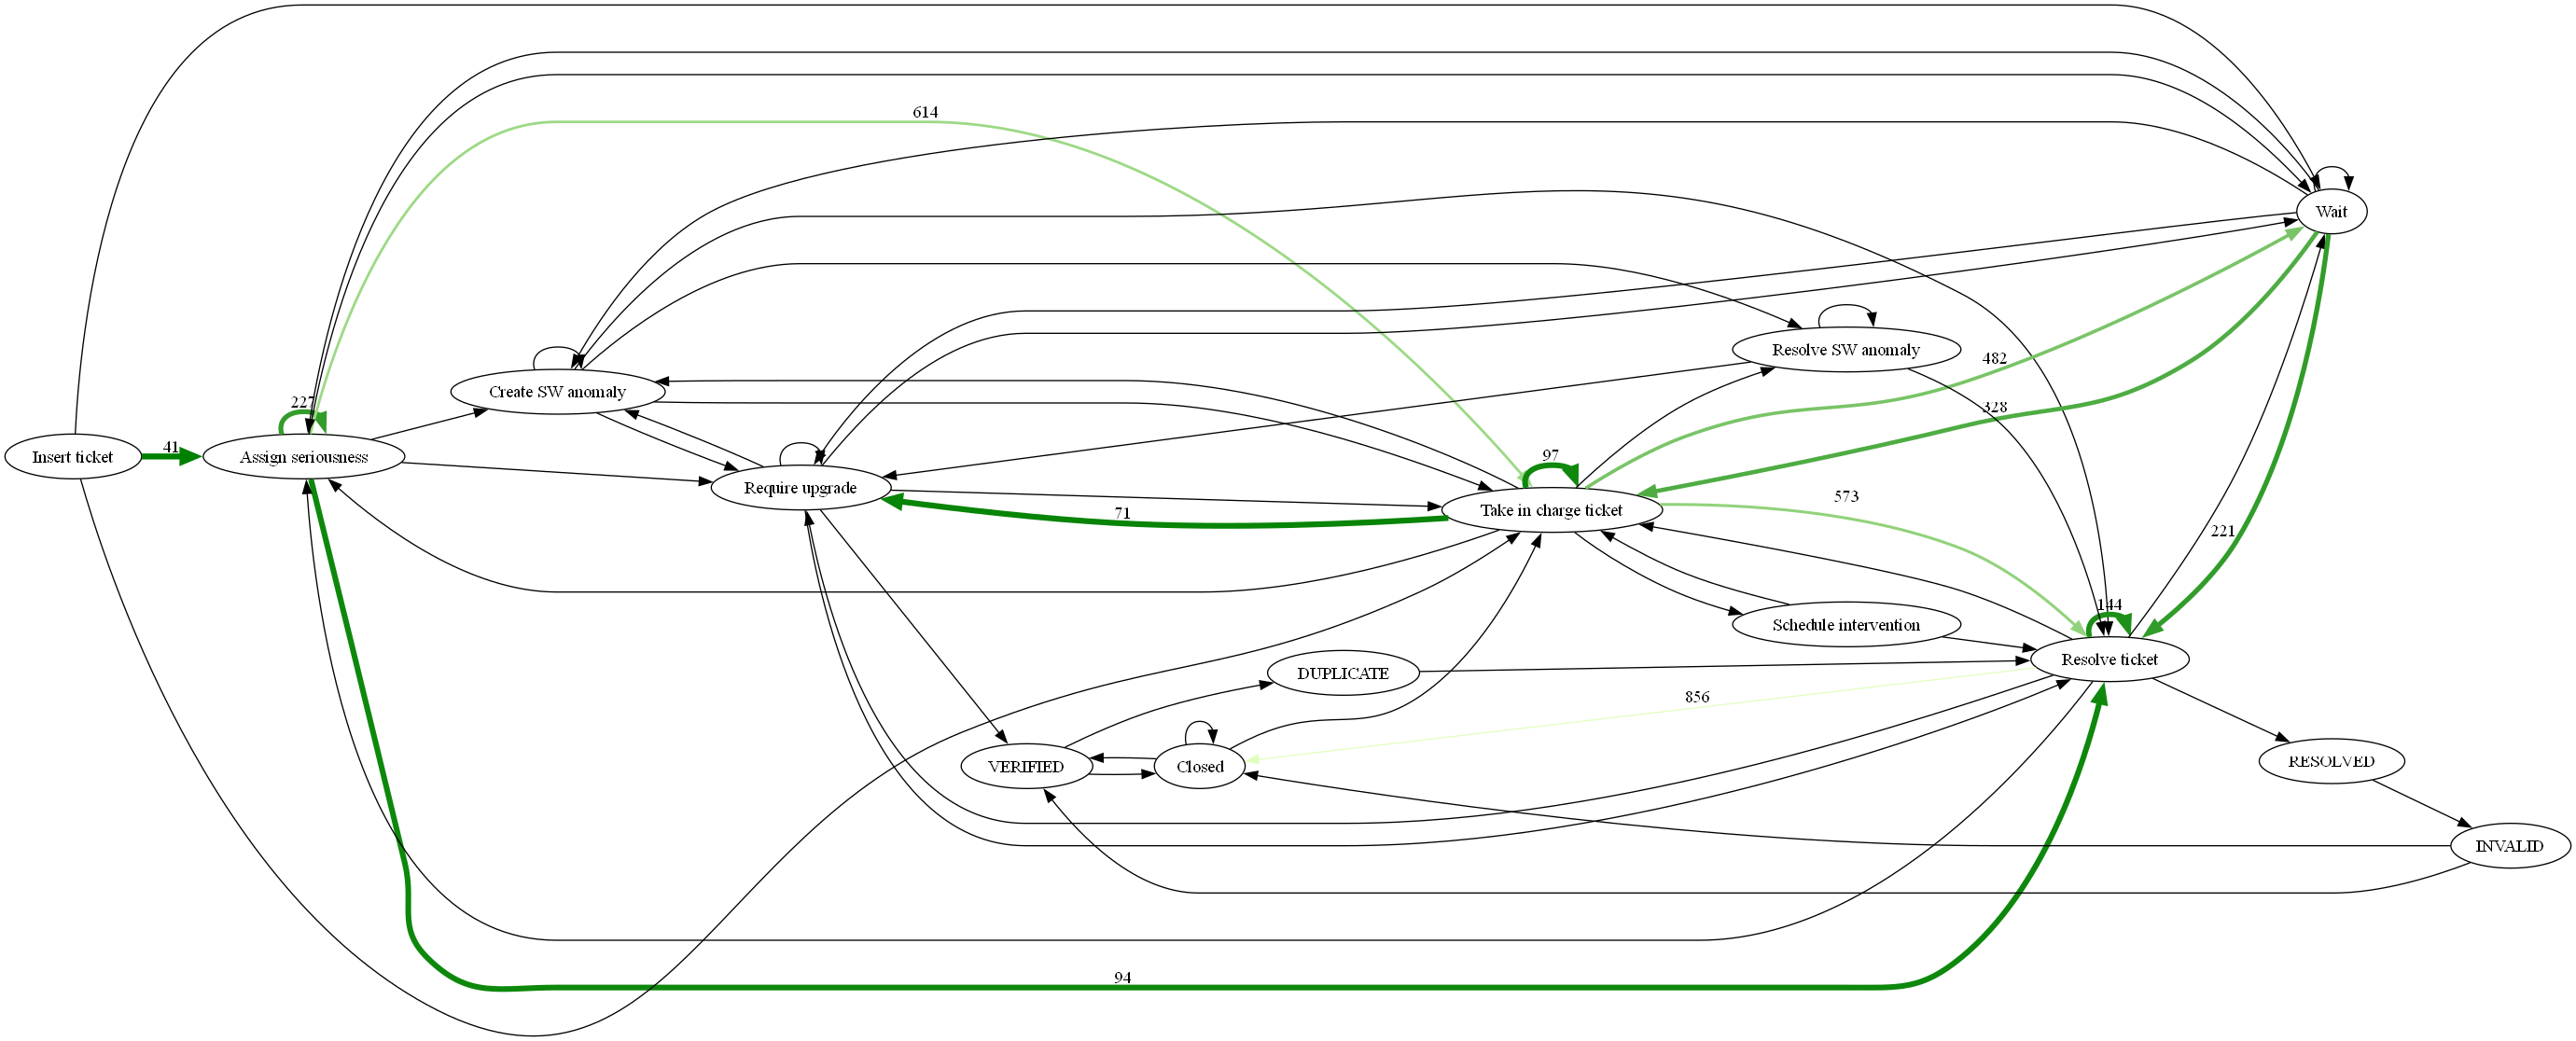 614
Wait
482
Resolve SW anomaly
Create SW anomaly
328
227
41
Insert ticket
Assign seriousness
97
Require upgrade
573
71
Take in charge ticket
221
144
Schedule intervention
Resolve ticket
DUPLICATE
856
VERIFIED
Closed
RESOLVED
INVALID
94